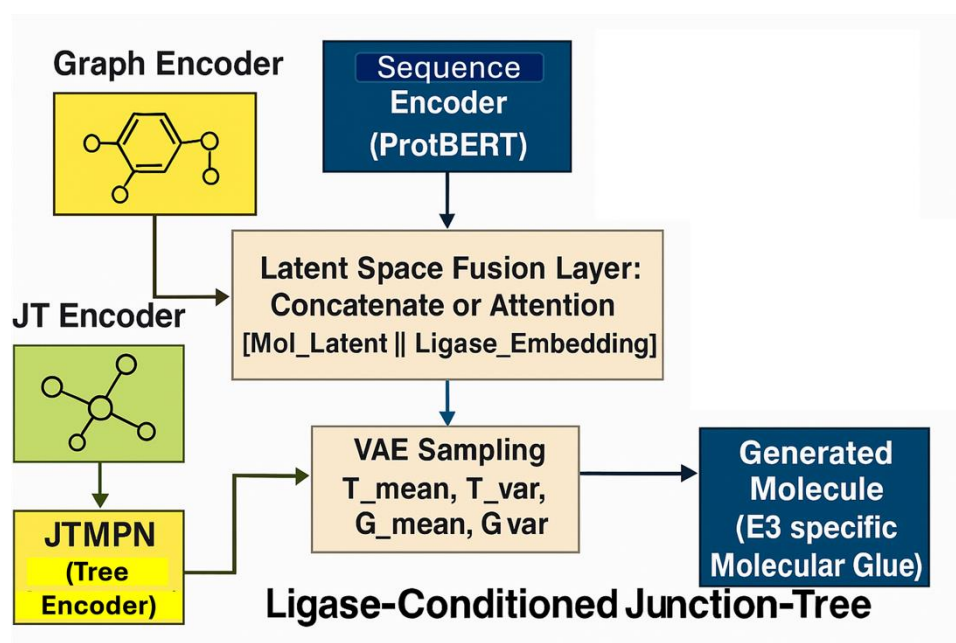 Graph Encoder
Sequence
Encoder
(ProtBERT)
Latent Space Fusion Layer:
Concatenate or Attention
[Mol_Latent || Ligase_Embedding]
JT Encoder
JTMPN
(Tree
Encoder)
VAE Sampling
T_mean, T_var,
G_mean, G var
Generated
Molecule
(E3 specific
Molecular Glue)
Ligase-Conditioned Junction-Tree